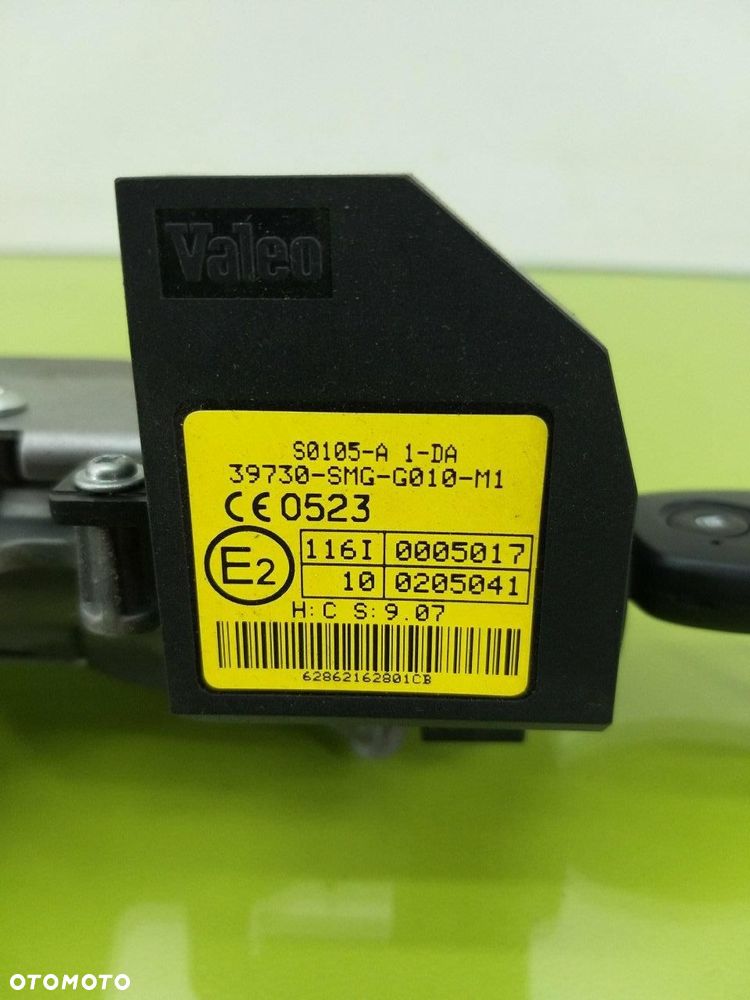 Valeo
S0105-A 1-DA
39730-SMG-G010-M1
CE 0523
E2
116I 0005017
10 0205041
H: C S: 9.07
62862162801CB
OTOMOTO